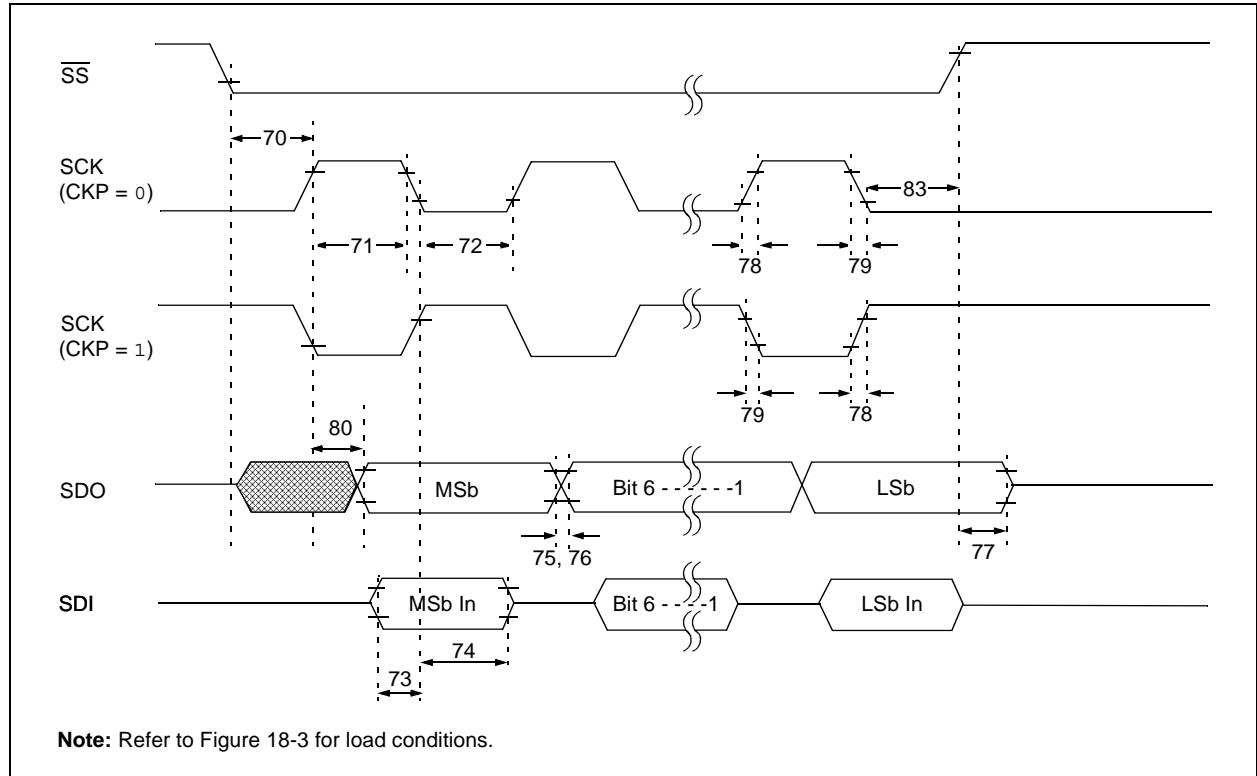 SS
70
SCK
(CKP = 0)
83
71
72
78
79
SCK
(CKP = 1)
79
78
80
SDO
MSb
Bit 6 - - - - - -1
LSb
75, 76
77
SDI
MSb In
Bit 6 - - - - -1
LSb In
74
73
Note: Refer to Figure 18-3 for load conditions.